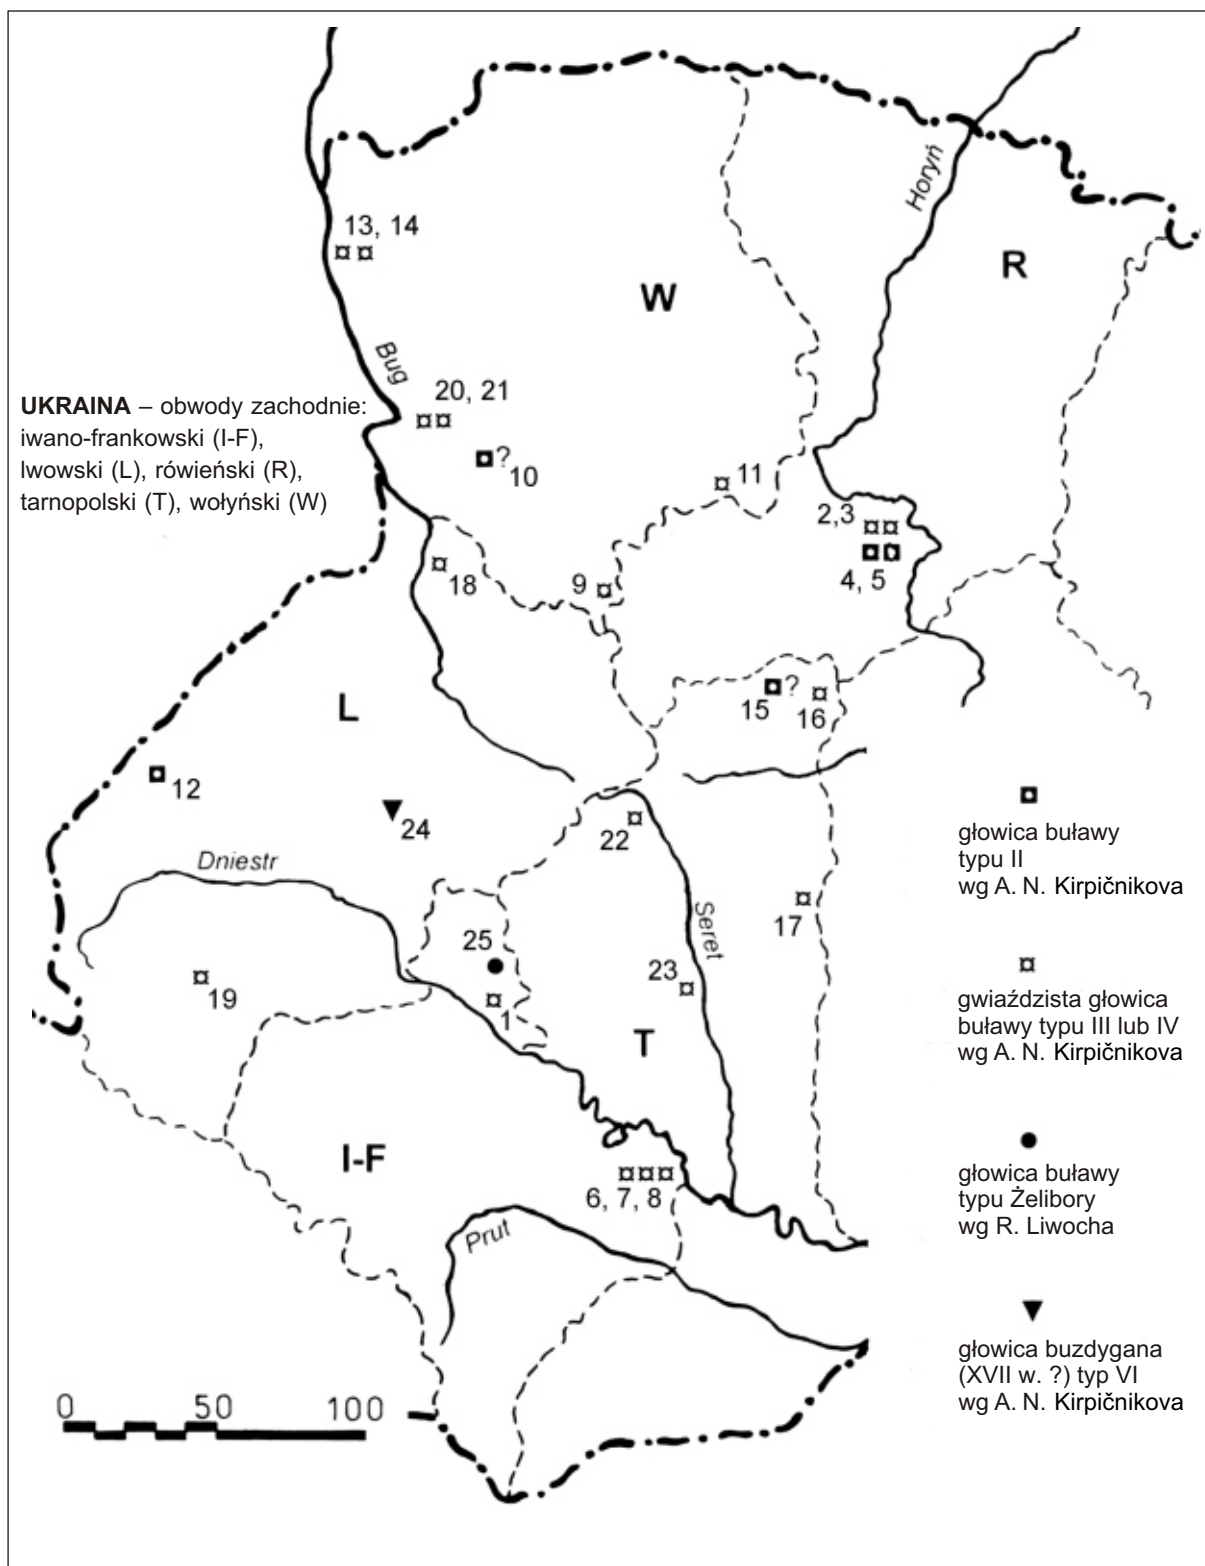 Horyń
R
13, 14
W
Bug
20, 21
UKRAINA – obwody zachodnie:
iwano-frankowski (I-F),
lwowski (L), rówieński (R),
tarnopolski (T), wołyński (W)
?
10
11
2,3
4, 5
18
9
L
15
?
16
12
24
22
Dniestr
Seret
17
25
23
19
1
T
I-F
6, 7, 8
Prut
głowica buławy
typu II
wg A. N. Kirpičnikova
gwiaździsta głowica
buławy typu III lub IV
wg A. N. Kirpičnikova
głowica buławy
typu Żelibory
wg R. Liwocha
głowica buzdygana
(XVII w. ?) typ VI
wg A. N. Kirpičnikova
0 50 100